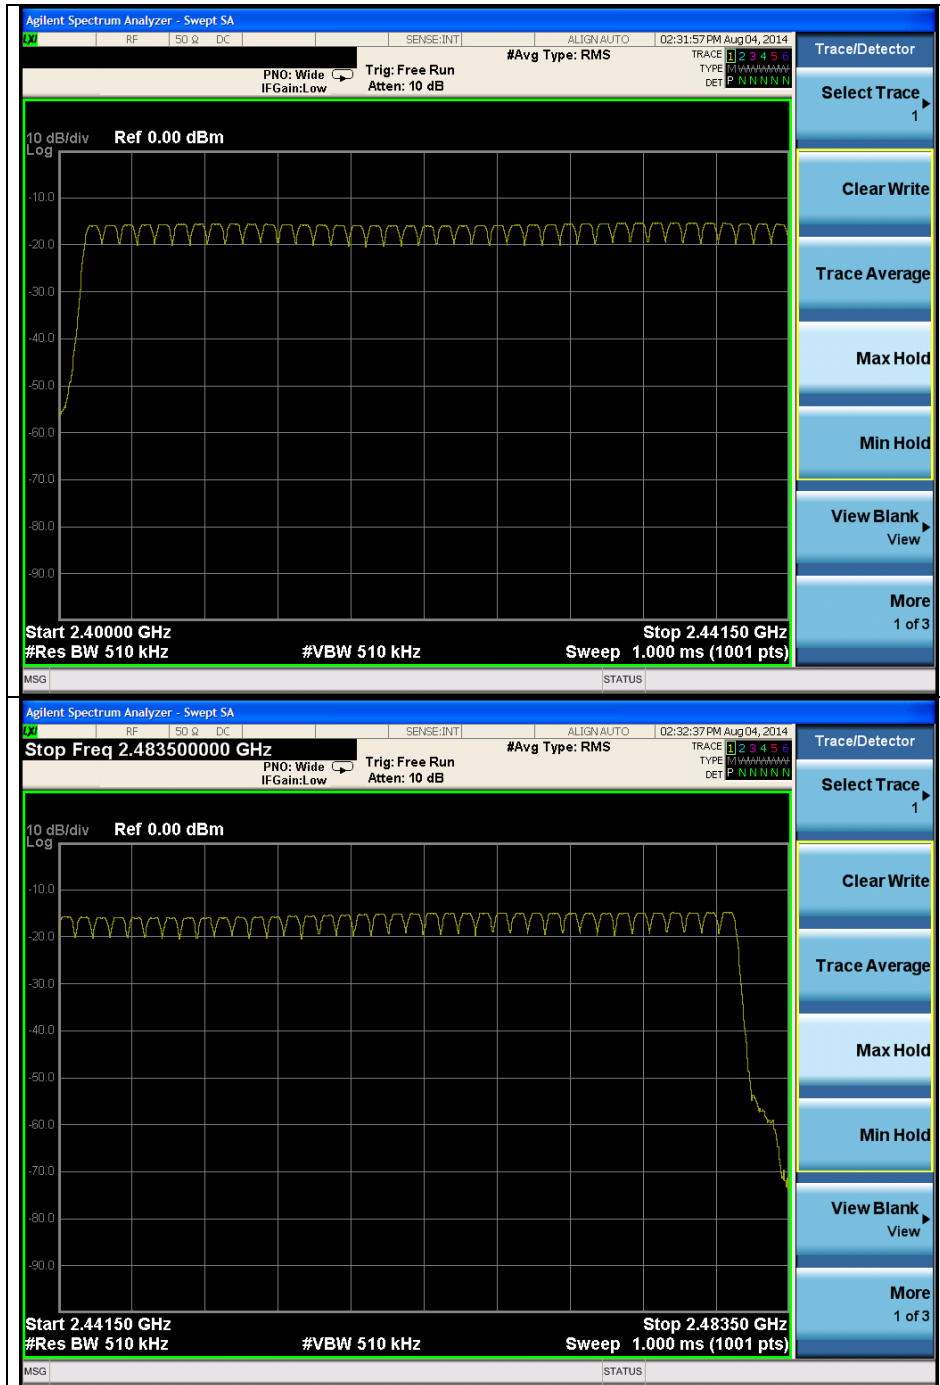 Agilent Spectrum Analyzer - Swept SA
LXI RF 50 Ω DC SENSE:INT ALIGN AUTO 02:31:57 PM Aug 04, 2014
#Avg Type: RMS TRACE 1 2 3 4 5 6
PNO: Wide Trig: Free Run TYPE M WWWWW
IFGain:Low Atten: 10 dB DET P N N N N N
Trace/Detector
Select Trace
1
Clear Write
Trace Average
Max Hold
Min Hold
View Blank
View
More
1 of 3
10 dB/div Ref 0.00 dBm
Log
-10.0
-20.0
-30.0
-40.0
-50.0
-60.0
-70.0
-80.0
-90.0
Start 2.40000 GHz Stop 2.44150 GHz
#Res BW 510 kHz #VBW 510 kHz Sweep 1.000 ms (1001 pts)
MSG STATUS
Agilent Spectrum Analyzer - Swept SA
LXI RF 50 Ω DC SENSE:INT ALIGN AUTO 02:32:37 PM Aug 04, 2014
Stop Freq 2.483500000 GHz #Avg Type: RMS TRACE 1 2 3 4 5 6
PNO: Wide Trig: Free Run TYPE M WWWWW
IFGain:Low Atten: 10 dB DET P N N N N N
Trace/Detector
Select Trace
1
Clear Write
Trace Average
Max Hold
Min Hold
View Blank
View
More
1 of 3
10 dB/div Ref 0.00 dBm
Log
-10.0
-20.0
-30.0
-40.0
-50.0
-60.0
-70.0
-80.0
-90.0
Start 2.44150 GHz Stop 2.48350 GHz
#Res BW 510 kHz #VBW 510 kHz Sweep 1.000 ms (1001 pts)
MSG STATUS